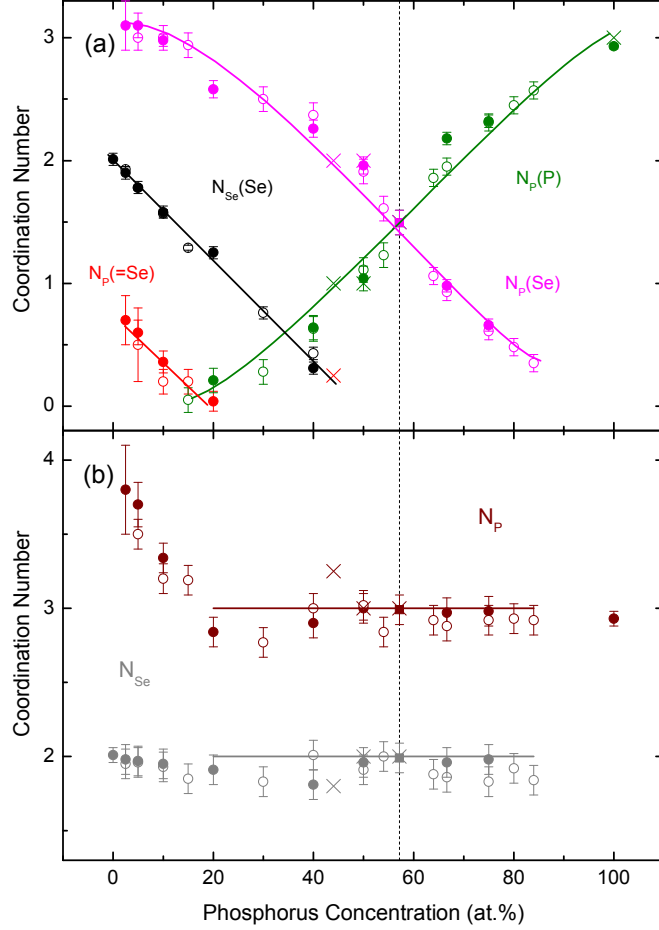 (a)
3
2
1
0
Coordination Number
N_Se(Se)
N_P(P)
N_P(=Se)
N_P(Se)
(b)
4
3
2
Coordination Number
N_P
N_Se
0 20 40 60 80 100
Phosphorus Concentration (at.%)